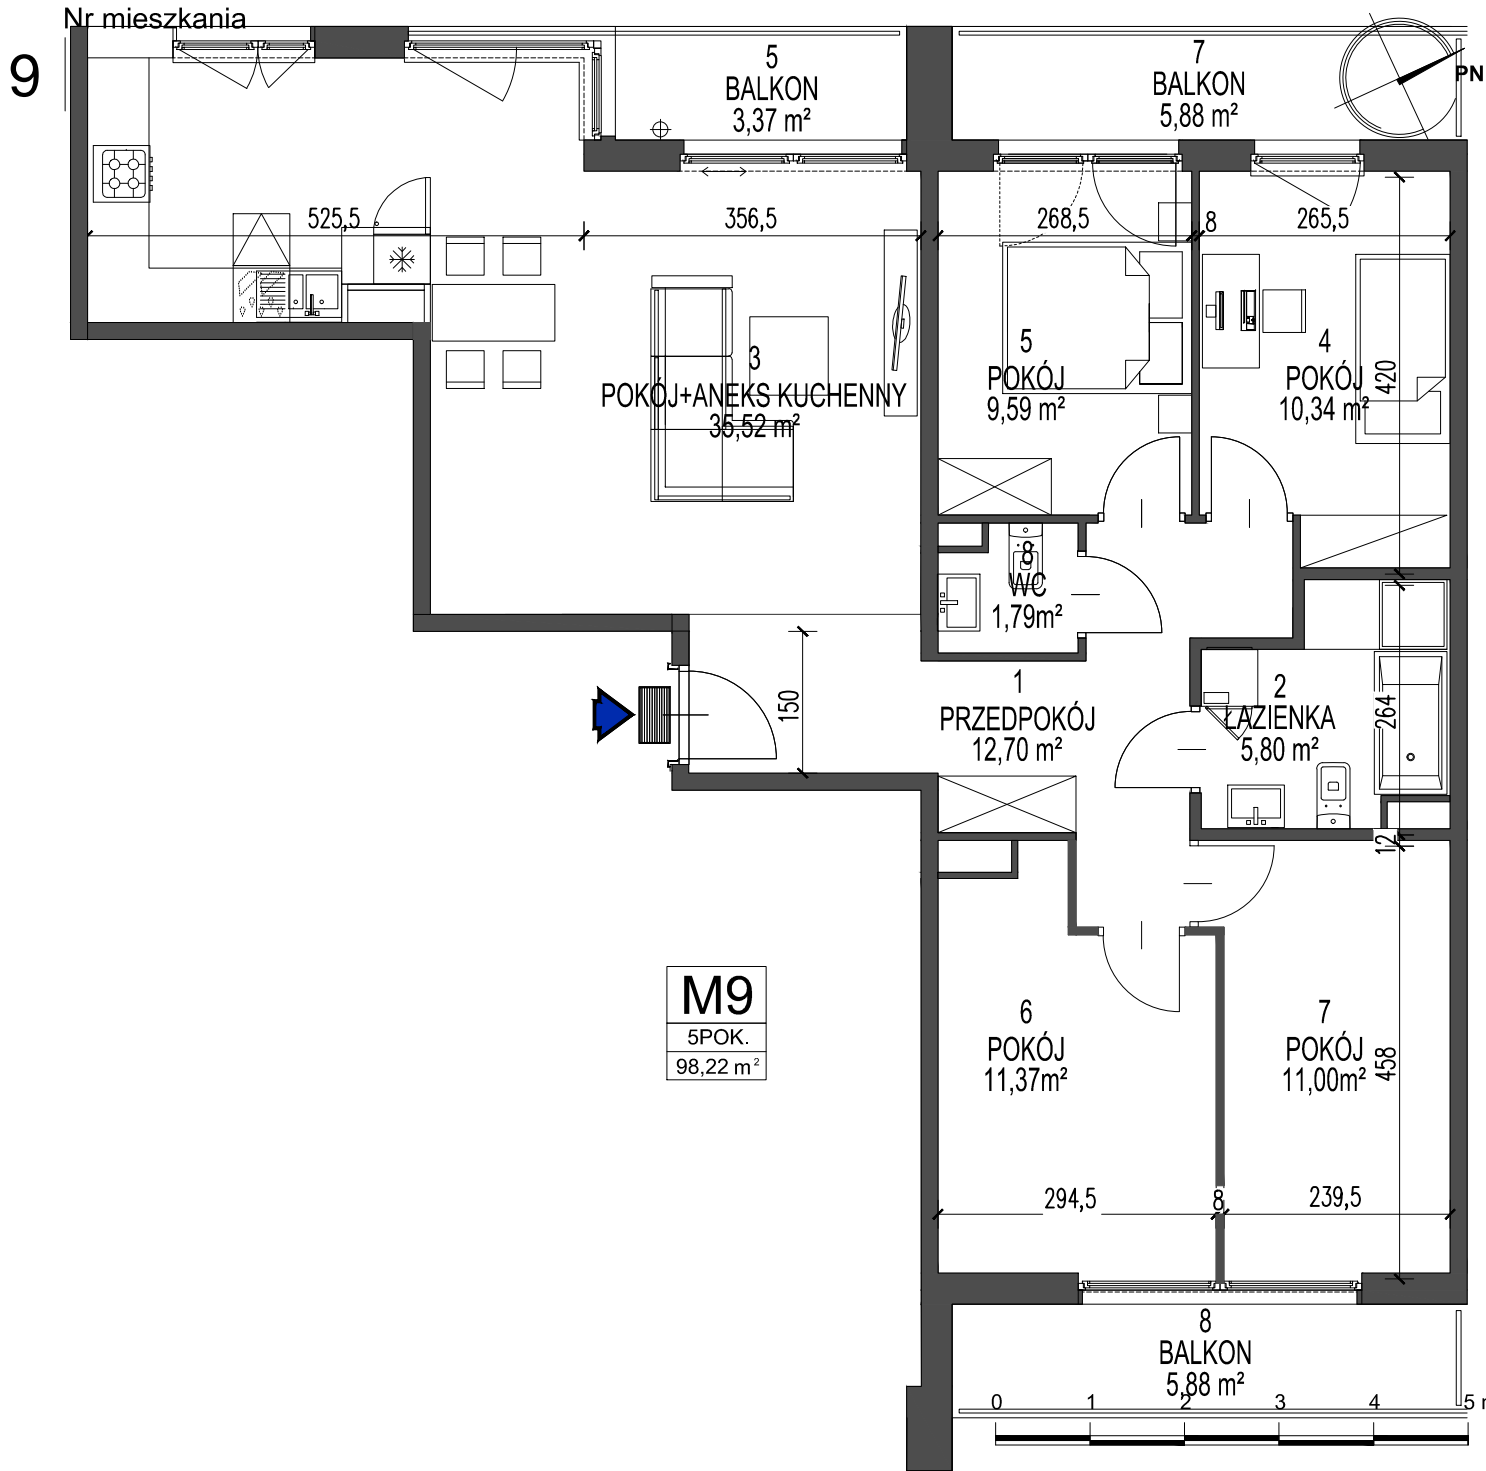 Nr mieszkania
9
5
BALKON
3,37 m²
7
BALKON
5,88 m²
PN
525,5
356,5
268,5
8
265,5
3
POKÓJ+ANEKS KUCHENNY
35,52 m²
5
POKÓJ
9,59 m²
4
POKÓJ
10,34 m²
420
8
WC
1,79m²
150
1
PRZEDPOKÓJ
12,70 m²
2
ŁAZIENKA
5,80 m²
264
12
M9
5POK.
98,22 m²
6
POKÓJ
11,37m²
7
POKÓJ
11,00m²
458
294,5
8
239,5
8
BALKON
5,88 m²
0 1 2 3 4 5 m